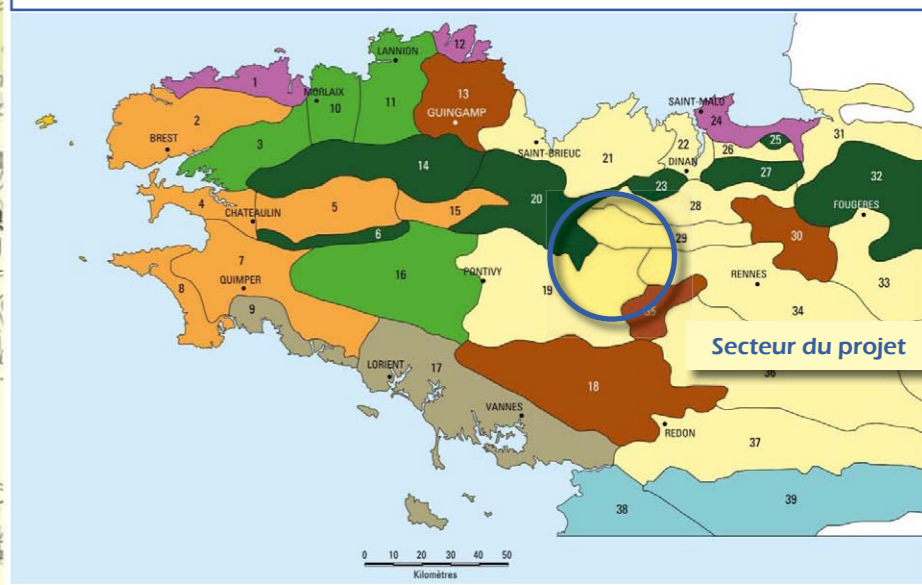 1
2
3
4
5
6
7
8
9
10
11
12
13
14
15
16
17
18
19
20
21
22
23
24
25
26
27
28
29
30
31
32
33
34
35
36
37
38
39
LANNION
MORLAIX
GUINGAMP
BREST
SAINT-MALO
SAINT-BRIEUC
DINAN
FOUGERES
CHATEAULIN
QUIMPER
PONTIVY
RENNES
Secteur du projet
LORIENT
VANNES
REDON
0 10 20 30 40 50
Kilomètres